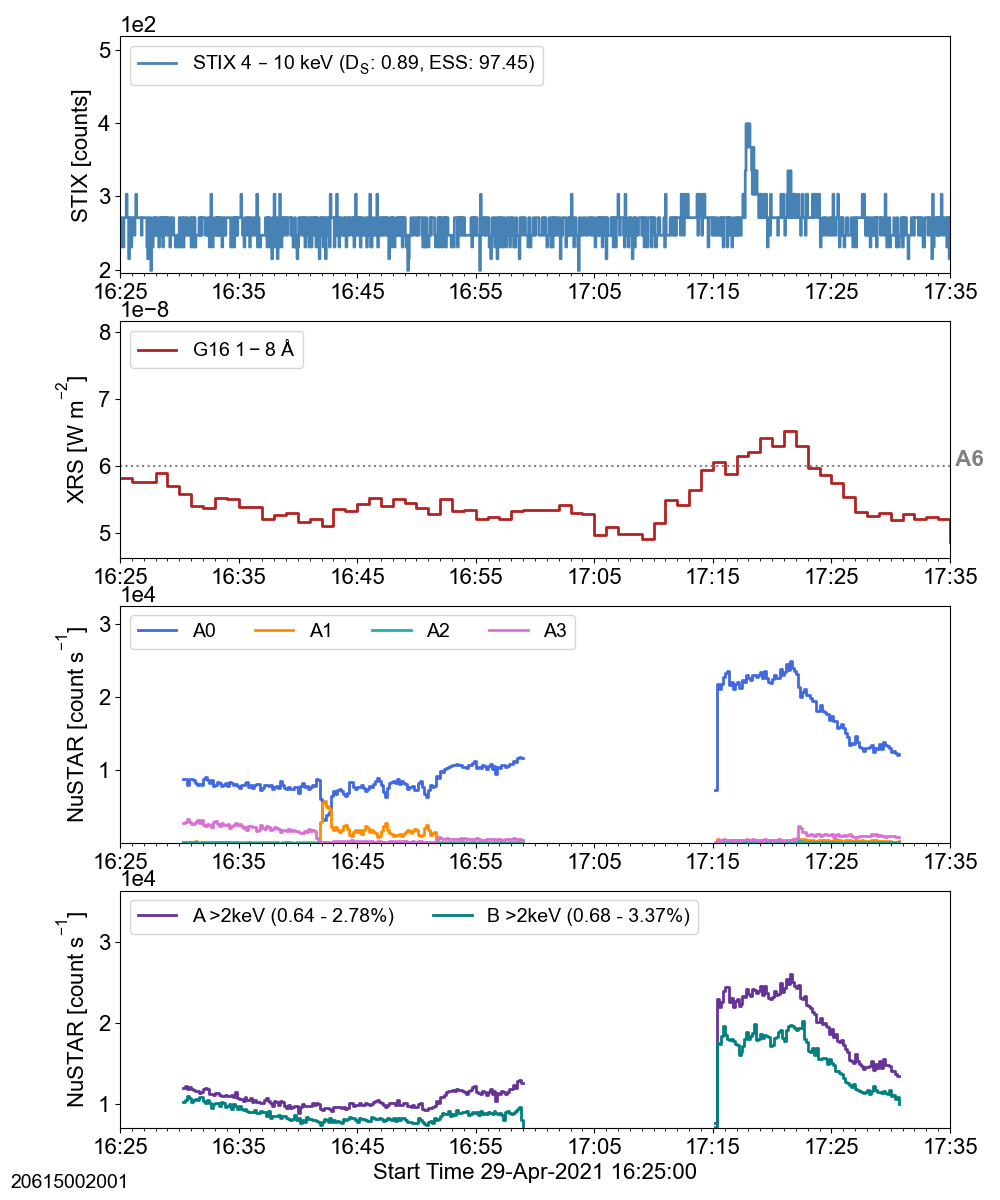 1e2
5
4
3
2
STIX [counts]
STIX 4 – 10 keV (D_S: 0.89, ESS: 97.45)
16:25 16:35 16:45 16:55 17:05 17:15 17:25 17:35
1e−8
8
7
6
5
XRS [W m⁻²]
G16 1 – 8 Å
A6
16:25 16:35 16:45 16:55 17:05 17:15 17:25 17:35
1e4
3
2
1
NuSTAR [count s⁻¹]
A0 A1 A2 A3
16:25 16:35 16:45 16:55 17:05 17:15 17:25 17:35
1e4
3
2
1
NuSTAR [count s⁻¹]
A >2keV (0.64 - 2.78%) B >2keV (0.68 - 3.37%)
16:25 16:35 16:45 16:55 17:05 17:15 17:25 17:35
Start Time 29-Apr-2021 16:25:00
20615002001